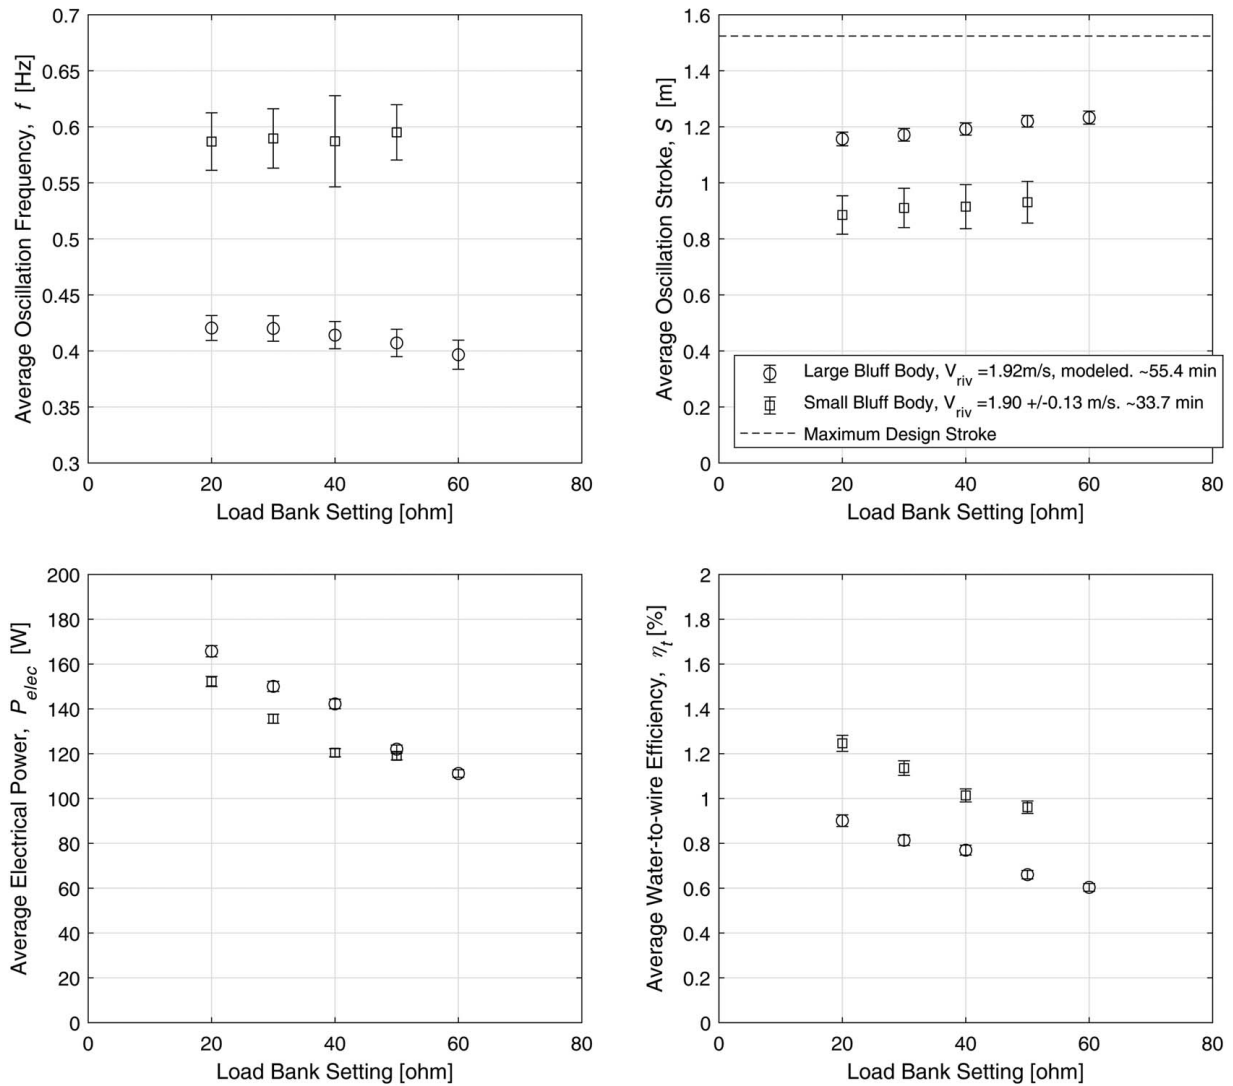 0.7
0.65
0.6
0.55
0.5
0.45
0.4
0.35
0.3
Average Oscillation Frequency, f [Hz]
0 20 40 60 80
Load Bank Setting [ohm]
1.6
1.4
1.2
1
0.8
0.6
0.4
0.2
0
Average Oscillation Stroke, S [m]
Large Bluff Body, V_riv =1.92m/s, modeled. ~55.4 min
Small Bluff Body, V_riv =1.90 +/-0.13 m/s. ~33.7 min
Maximum Design Stroke
0 20 40 60 80
Load Bank Setting [ohm]
200
180
160
140
120
100
80
60
40
20
0
Average Electrical Power, P_elec [W]
0 20 40 60 80
Load Bank Setting [ohm]
2
1.8
1.6
1.4
1.2
1
0.8
0.6
0.4
0.2
0
Average Water-to-wire Efficiency, η_t [%]
0 20 40 60 80
Load Bank Setting [ohm]